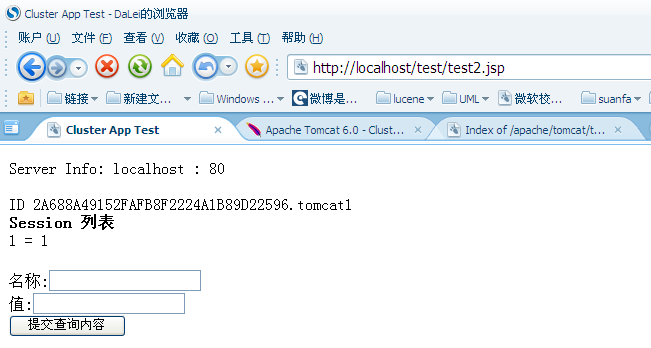 Cluster App Test - DaLei的浏览器
账户(U) 文件(F) 查看(V) 收藏(O) 工具(T) 帮助(H)
http://localhost/test/test2.jsp
链接 新建文... Windows ... 微博是... lucene UML 微软校... suanfa
Cluster App Test Apache Tomcat 6.0 - Clust... Index of /apache/tomcat/t...
Server Info: localhost : 80
ID 2A688A49152FAFB8F2224A1B89D22596.tomcat1
Session 列表
1 = 1
名称:
值:
提交查询内容